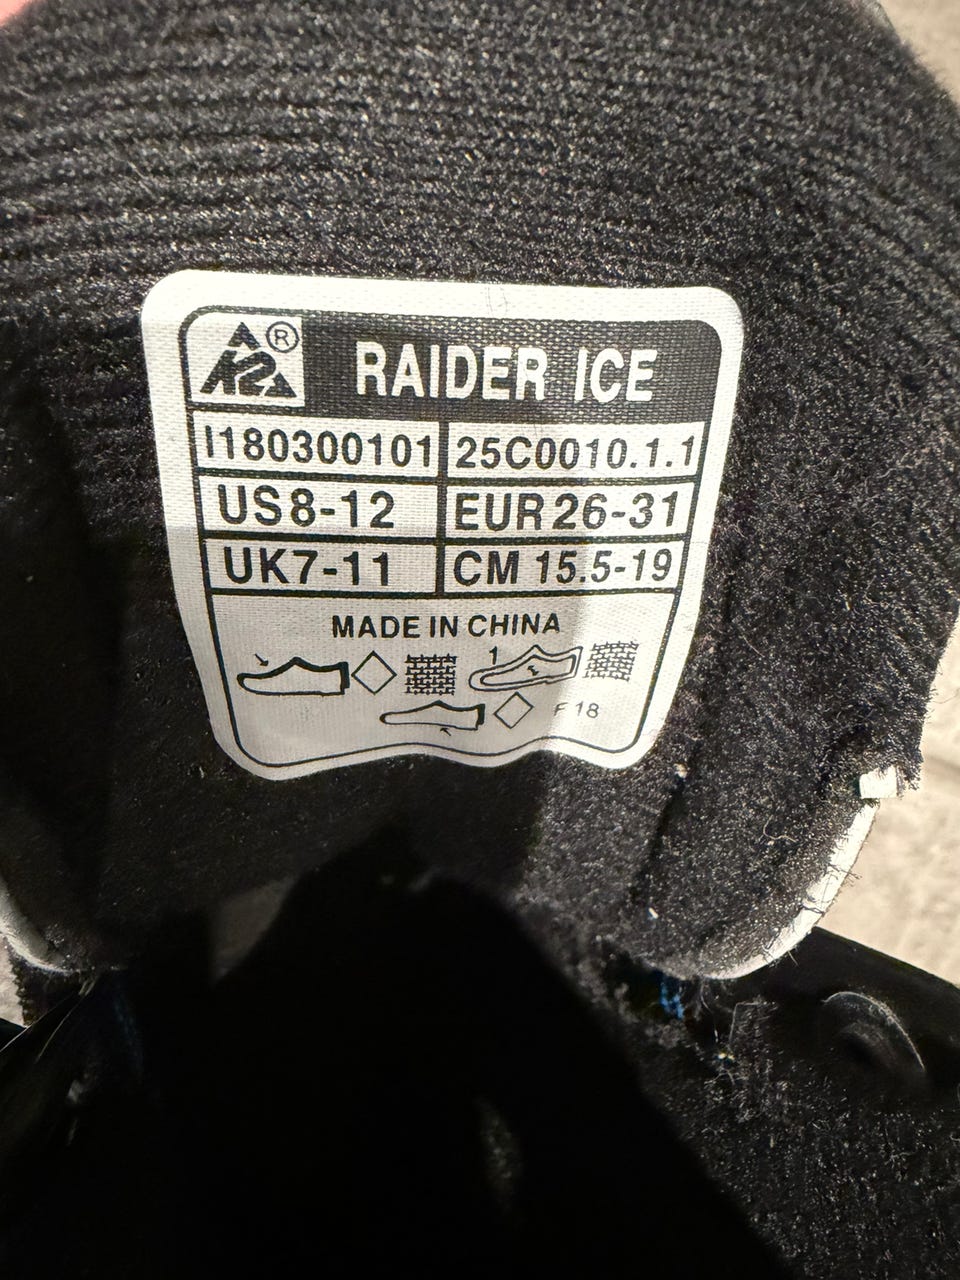 K2®
RAIDER ICE
I180300101 25C0010.1.1
US8-12 EUR26-31
UK7-11 CM 15.5-19
MADE IN CHINA
1
F 18